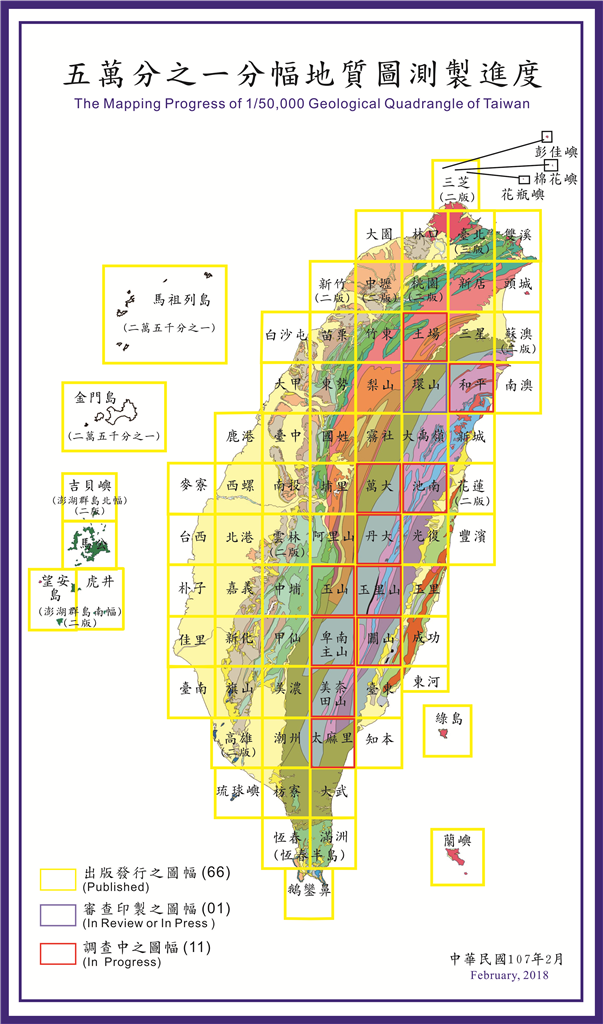 五萬分之一分幅地質圖測製進度
The Mapping Progress of 1/50,000 Geological Quadrangle of Taiwan
彭佳嶼
棉花嶼
花瓶嶼
三芝
(二版)
大園 林口 臺北 雙溪
(三版)
新竹 中壢 桃園 新店 頭城
(二版) (二版) (二版)
馬祖列島
(二萬五千分之一)
白沙屯 苗栗 竹東 土場 三星 蘇澳
(二版)
大甲 東勢 梨山 環山 和平 南澳
金門島
(二萬五千分之一)
鹿港 臺中 國姓 霧社 大禹嶺 新城
吉貝嶼
(澎湖群島北幅)
(二版)
麥寮 西螺 南投 埔里 萬大 池南 花蓮
(二版)
馬公
台西 北港 雲林 阿里山 丹大 光復 豐濱
(二版)
望安島 虎井
(澎湖群島南幅)
(二版)
朴子 嘉義 中埔 玉山 玉里山 玉里
佳里 新化 甲仙 卑南主山 關山 成功
臺南 旗山 美濃 美奈田山 臺東 東河
綠島
高雄 潮州 太麻里 知本
(二版)
琉球嶼 枋寮 大武
恆春 滿洲
(恆春半島)
蘭嶼
鵝鑾鼻
出版發行之圖幅 (66)
(Published)
審查印製之圖幅 (01)
(In Review or In Press )
調查中之圖幅 (11)
(In Progress)
中華民國107年2月
February, 2018